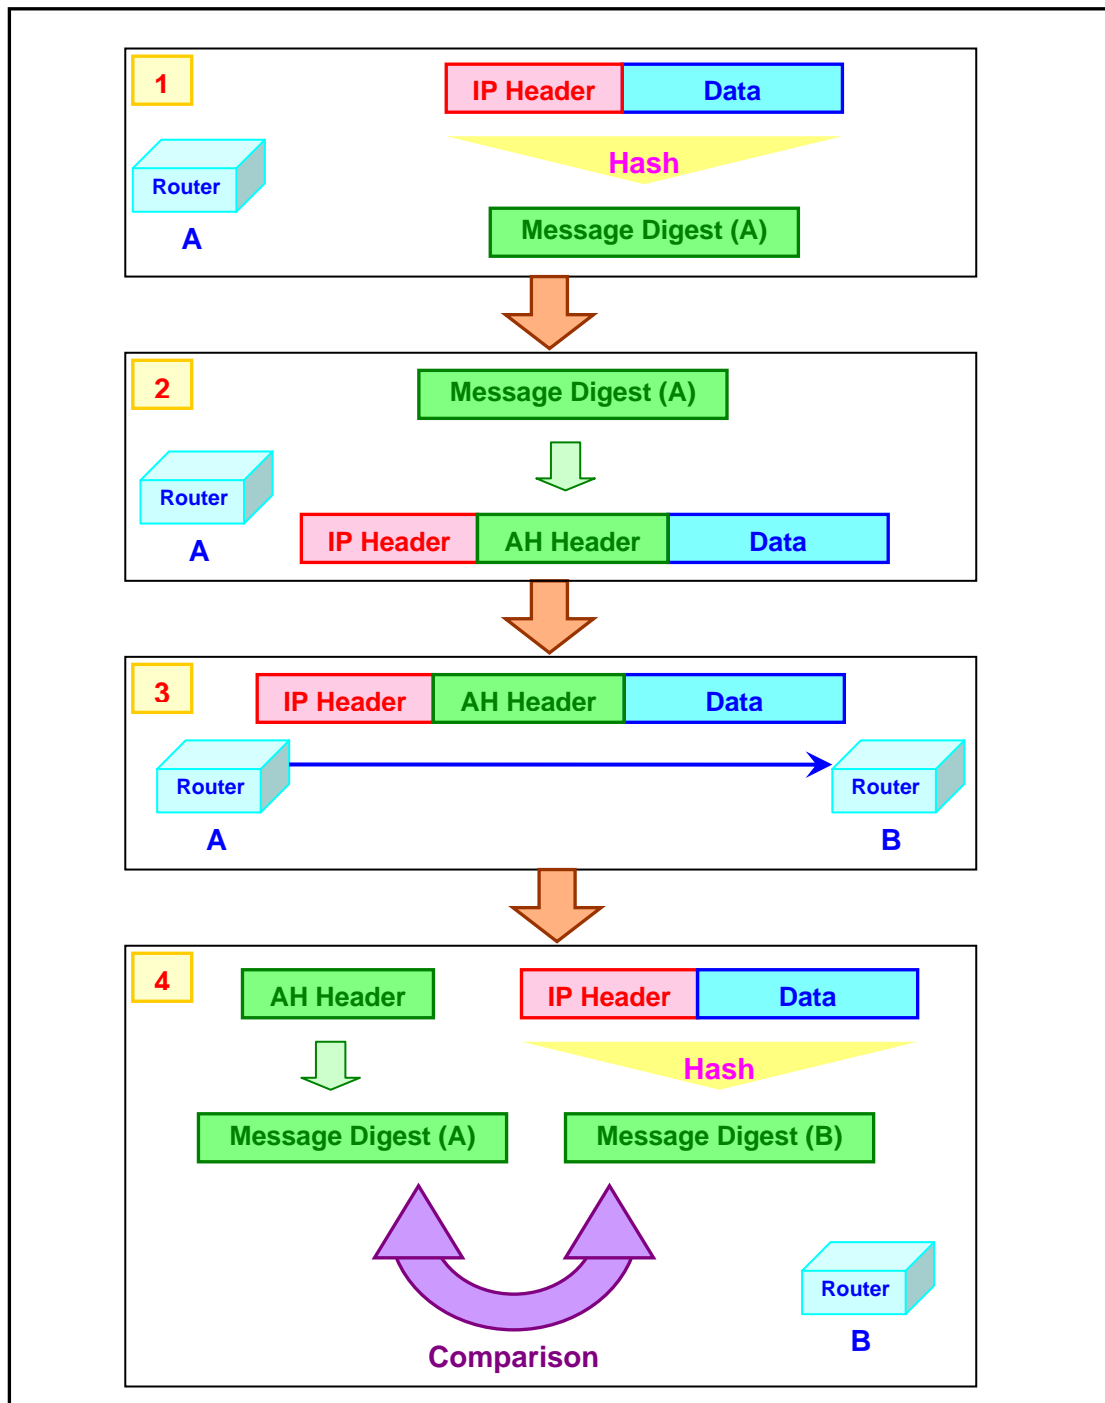 1
IP Header Data
Hash
Router
Message Digest (A)
A
2
Message Digest (A)
Router
IP Header AH Header Data
A
3
IP Header AH Header Data
Router Router
A B
4
AH Header IP Header Data
Hash
Message Digest (A) Message Digest (B)
Router
B
Comparison